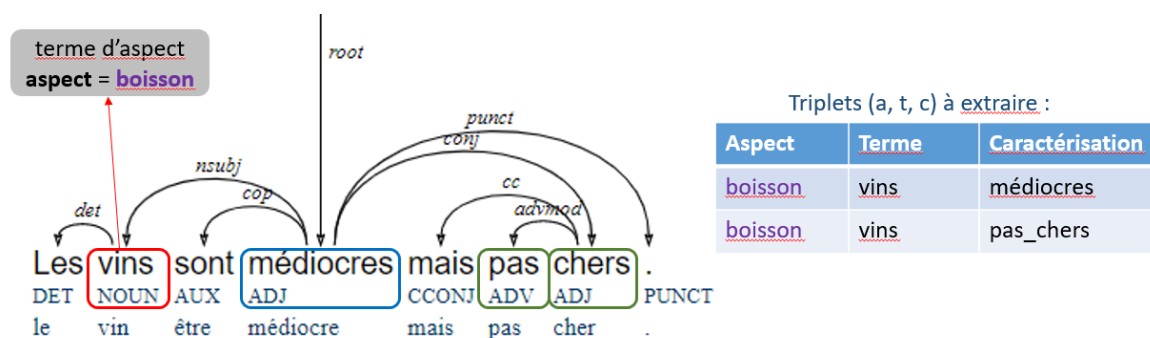 terme d'aspect
aspect = boisson
root
punct
conj
nsubj
cc
cop
advmod
det
Les vins sont médiocres mais pas chers .
DET NOUN AUX ADJ CCONJ ADV ADJ PUNCT
le vin être médiocre mais pas cher .
Triplets (a, t, c) à extraire :
Aspect Terme Caractérisation
boisson vins médiocres
boisson vins pas_chers